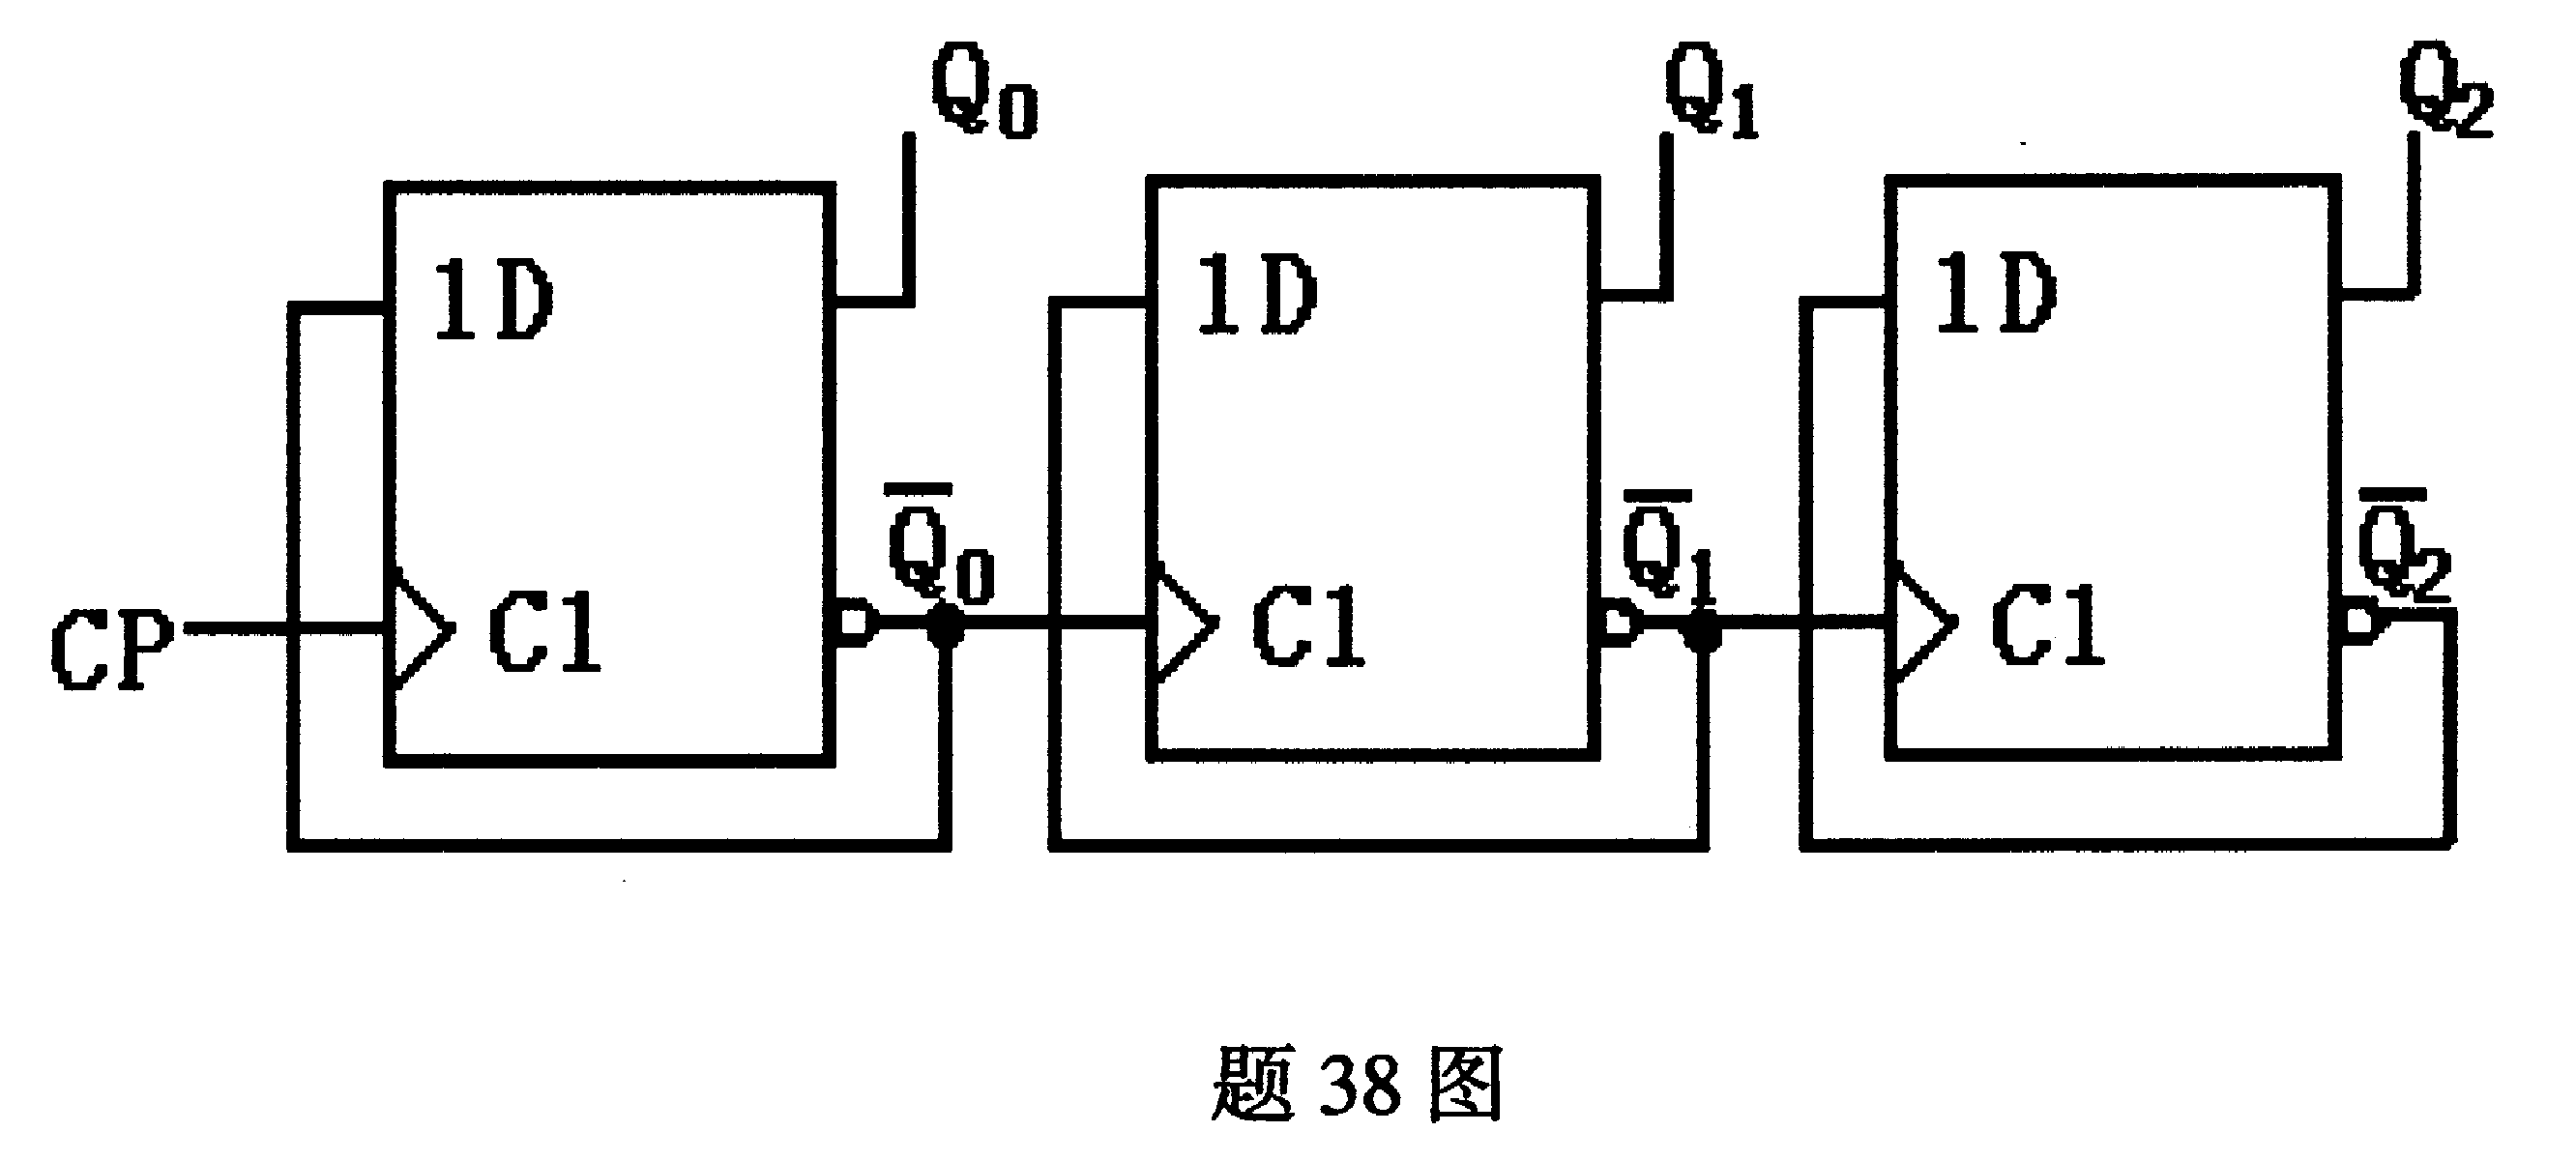 Q₀ Q₁ Q₂
1D 1D 1D
Q̅₀ Q̅₁ Q̅₂
CP C1 C1 C1
题 38 图